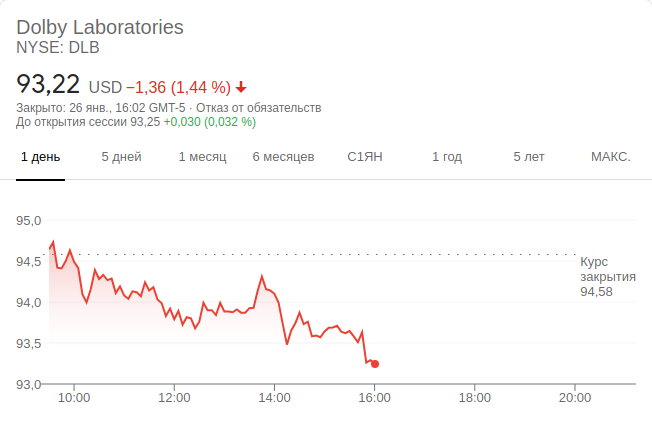 Dolby Laboratories
NYSE: DLB
93,22 USD −1,36 (1,44 %)
Закрыто: 26 янв., 16:02 GMT-5 · Отказ от обязательств
До открытия сессии 93,25 +0,030 (0,032 %)
1 день 5 дней 1 месяц 6 месяцев С1ЯН 1 год 5 лет МАКС.
95,0
94,5
Курс
закрытия
94,58
94,0
93,5
93,0
10:00 12:00 14:00 16:00 18:00 20:00